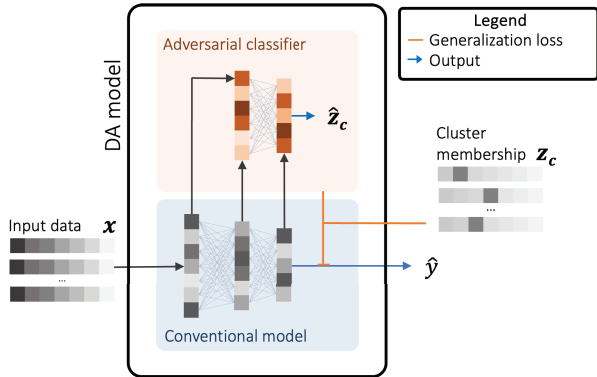 Legend
Generalization loss
Output
Adversarial classifier
DA model
ẑ_c
Cluster
membership z_c
...
Input data x
...
ŷ
Conventional model